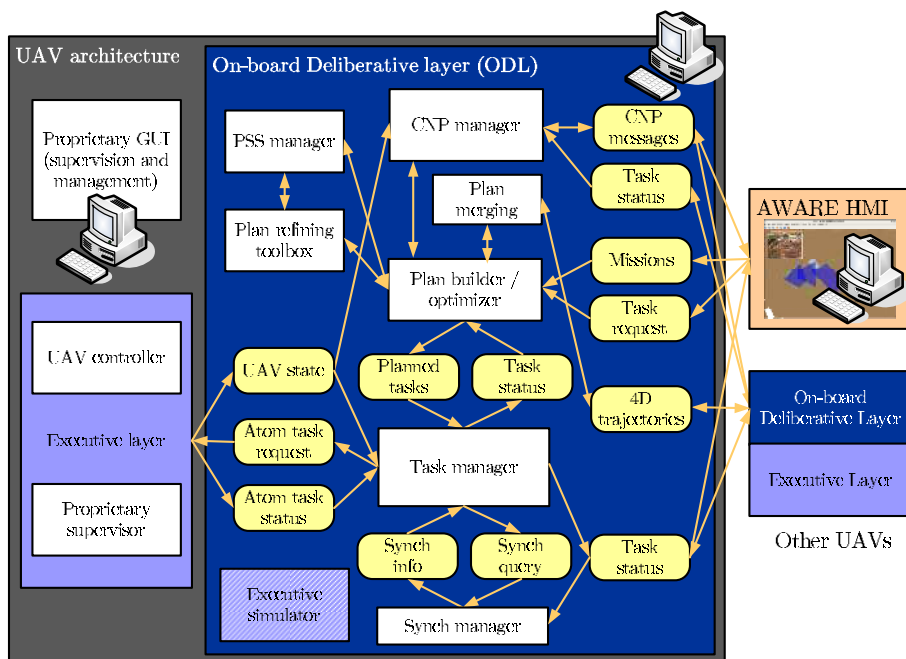 UAV architecture
Proprietary GUI
(supervision and
management)
UAV controller
Executive layer
Proprietary
supervisor
On-board Deliberative layer (ODL)
PSS manager
Plan refining
toolbox
CNP manager
Plan
merging
Plan builder /
optimizer
CNP
messages
Task
status
Missions
Task
request
UAV state
Planned
tasks
Task
status
4D
trajectories
Atom task
request
Atom task
status
Task manager
Synch
info
Synch
query
Task
status
Executive
simulator
Synch manager
AWARE HMI
On-board
Deliberative Layer
Executive Layer
Other UAVs